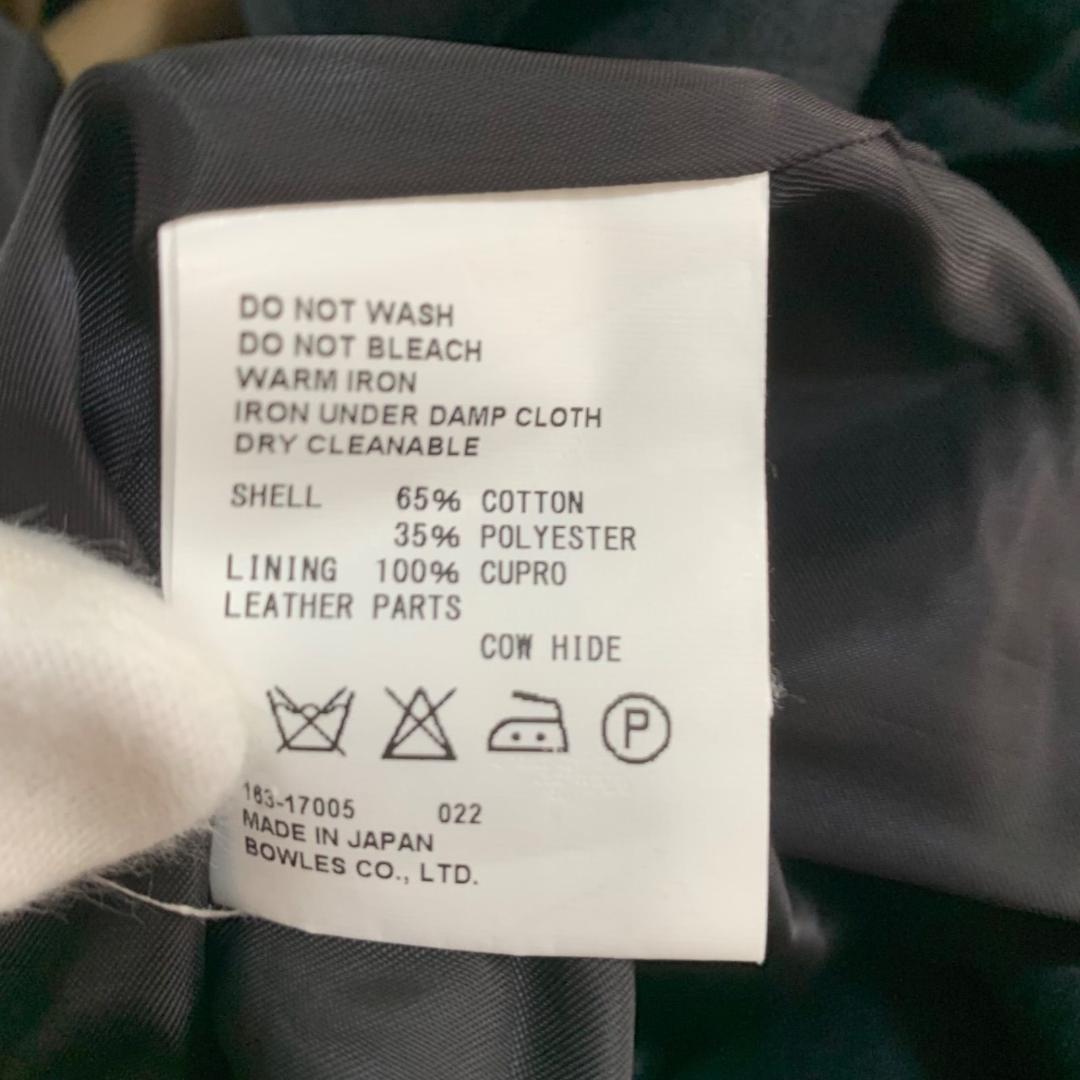 DO NOT WASH
DO NOT BLEACH
WARM IRON
IRON UNDER DAMP CLOTH
DRY CLEANABLE
SHELL 65% COTTON
35% POLYESTER
LINING 100% CUPRO
LEATHER PARTS
COW HIDE
P
163-17005 022
MADE IN JAPAN
BOWLES CO., LTD.